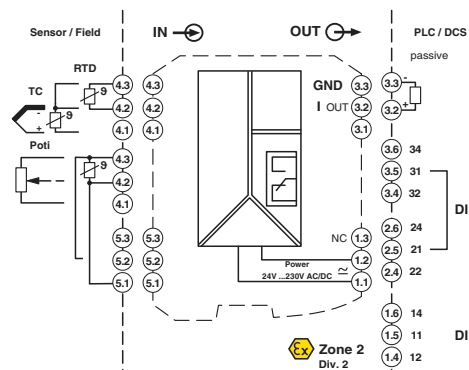 Sensor / Field
IN
OUT
PLC / DCS
passive
RTD
TC
-
+
ϑ
ϑ
4.3
4.2
4.1
4.3
4.2
4.1
GND
I OUT
3.3
3.2
3.1
3.3
-
3.2
+
Poti
ϑ
4.3
4.2
4.1
3.6 34
3.5 31
3.4 32
DI
5.3
5.2
5.1
5.3
5.2
5.1
2.6 24
2.5 21
2.4 22
NC
1.3
1.2
1.1
Power
24V ...230V AC/DC
≃
1.6 14
1.5 11
1.4 12
DI
Ex
Zone 2
Div. 2